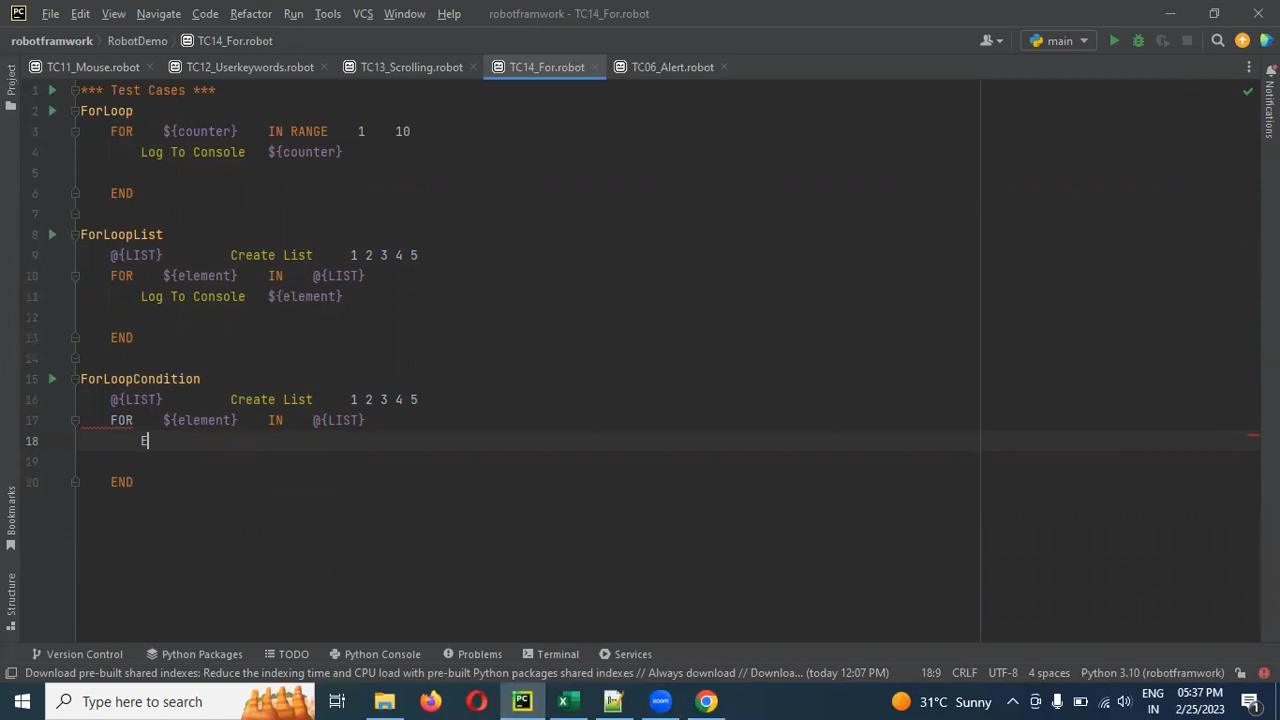 PC File Edit View Navigate Code Refactor Run Tools VCS Window Help robotframwork - TC14_For.robot
robotframwork RobotDemo TC14_For.robot main
TC11_Mouse.robot TC12_Userkeywords.robot TC13_Scrolling.robot TC14_For.robot TC06_Alert.robot
Project
Notifications
1 *** Test Cases ***
2 ForLoop
3 FOR ${counter} IN RANGE 1 10
4 Log To Console ${counter}
5
6 END
7
8 ForLoopList
9 @{LIST} Create List 1 2 3 4 5
10 FOR ${element} IN @{LIST}
11 Log To Console ${element}
12
13 END
14
15 ForLoopCondition
16 @{LIST} Create List 1 2 3 4 5
17 FOR ${element} IN @{LIST}
18 E
19
20 END
Bookmarks
Structure
Version Control Python Packages TODO Python Console Problems Terminal Services
Download pre-built shared indexes: Reduce the indexing time and CPU load with pre-built Python packages shared indexes // Always download // Downloa... (today 12:07 PM) 18:9 CRLF UTF-8 4 spaces Python 3.10 (robotframwork)
Type here to search PC zoom 31°C Sunny ENG IN 05:37 PM 2/25/2023 1